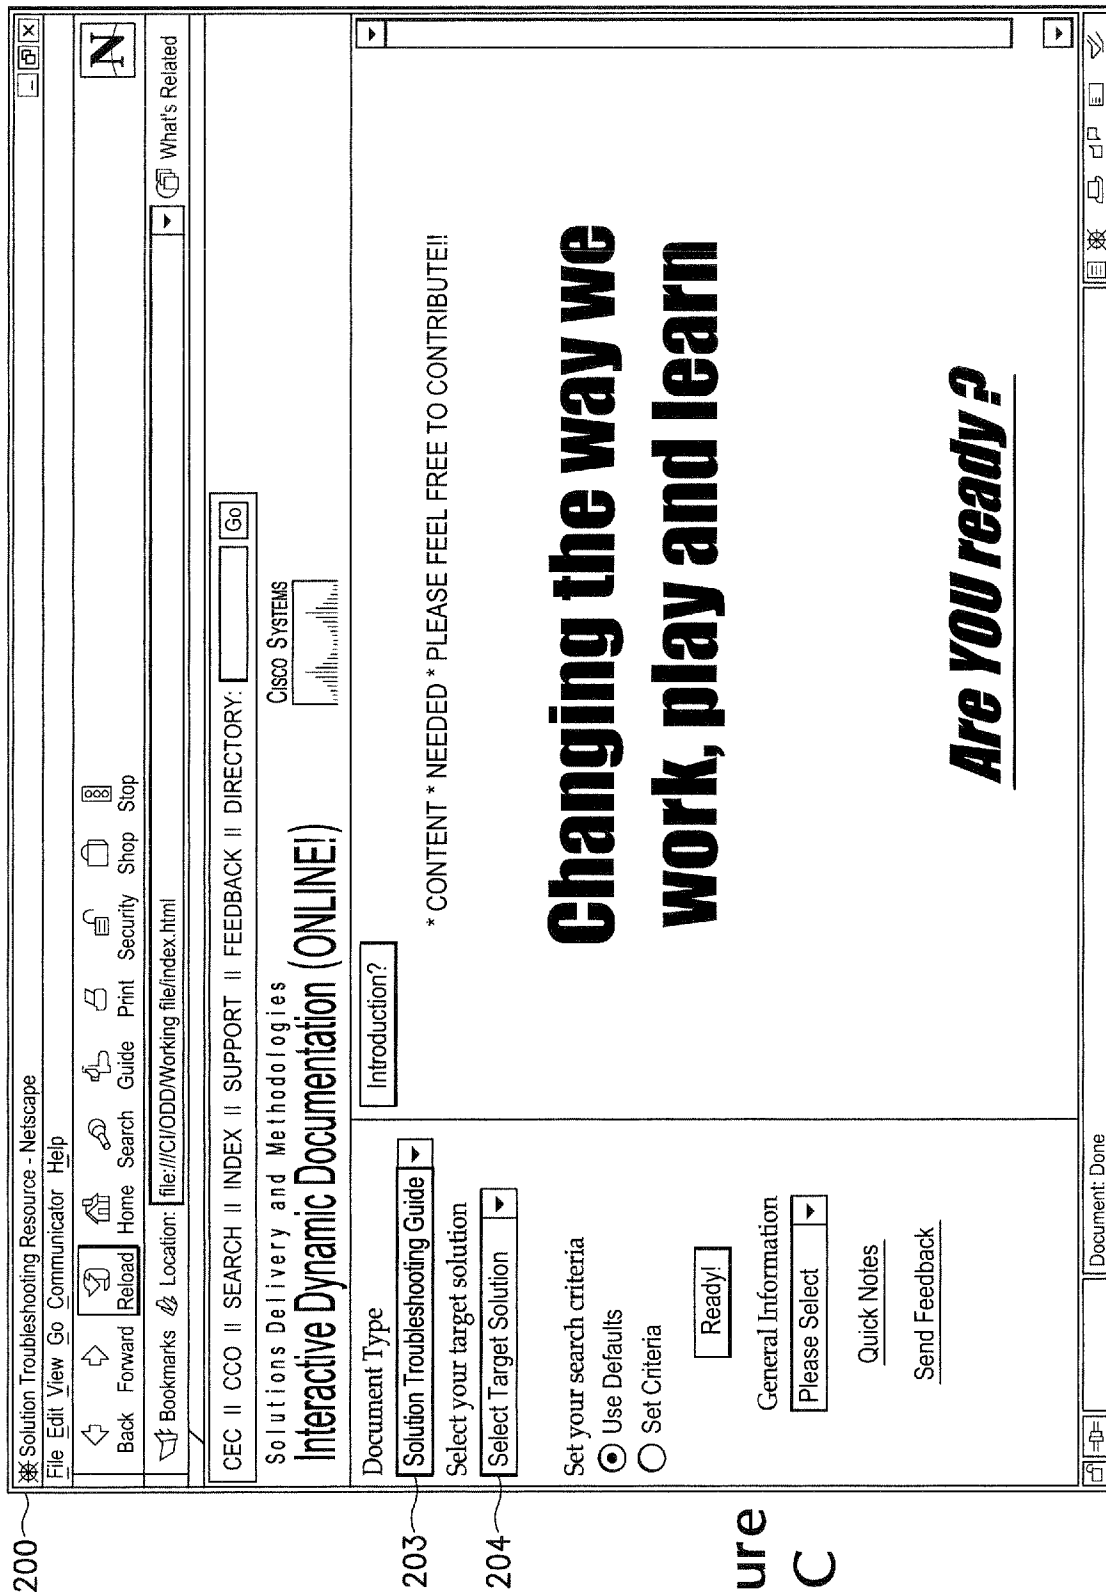 200
Solution Troubleshooting Resource - Netscape
File Edit View Go Communicator Help
Back Forward Reload Home Search Guide Print Security Shop Stop
N
Bookmarks Location: file:///C|/ODD/Working file/index.html What's Related
CEC || CCO || SEARCH || INDEX || SUPPORT || FEEDBACK || DIRECTORY: Go
Solutions Delivery and Methodologies
Interactive Dynamic Documentation (ONLINE!)
CISCO SYSTEMS
Document Type
203
Solution Troubleshooting Guide
Select your target solution
204
Select Target Solution
Set your search criteria
Use Defaults
Set Criteria
Ready!
General Information
Please Select
Quick Notes
Send Feedback
Introduction?
* CONTENT * NEEDED * PLEASE FEEL FREE TO CONTRIBUTE!!
Changing the way we
work, play and learn
Are YOU ready ?
Document: Done
ure
C